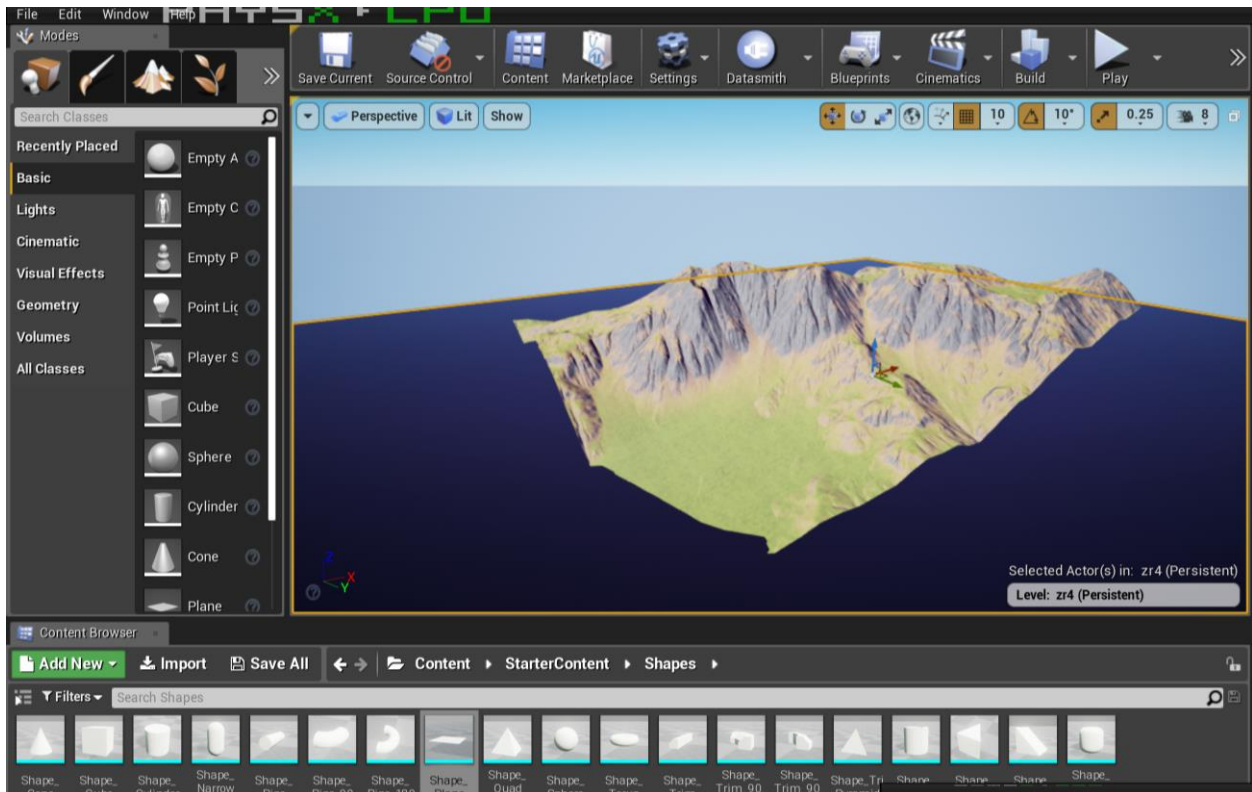 File Edit Window Help
Modes
Search Classes
Recently Placed
Basic
Lights
Cinematic
Visual Effects
Geometry
Volumes
All Classes
Empty A
Empty C
Empty P
Point Lig
Player S
Cube
Sphere
Cylinder
Cone
Plane
Save Current Source Control Content Marketplace Settings Datasmith Blueprints Cinematics Build Play
Perspective Lit Show 10 10° 0.25 8
Z
X
Y
Selected Actor(s) in: zr4 (Persistent)
Level: zr4 (Persistent)
Content Browser
Add New Import Save All Content StarterContent Shapes
Filters Search Shapes
Shape_ Shape_ Shape_ Shape_ Shape_ Shape_ Shape_ Shape_ Shape_ Shape_ Shape_ Shape_ Shape_ Shape_ Shape_Tri Shape Shape Shape Shape_
Narrow Quad Trim_90 Trim_90